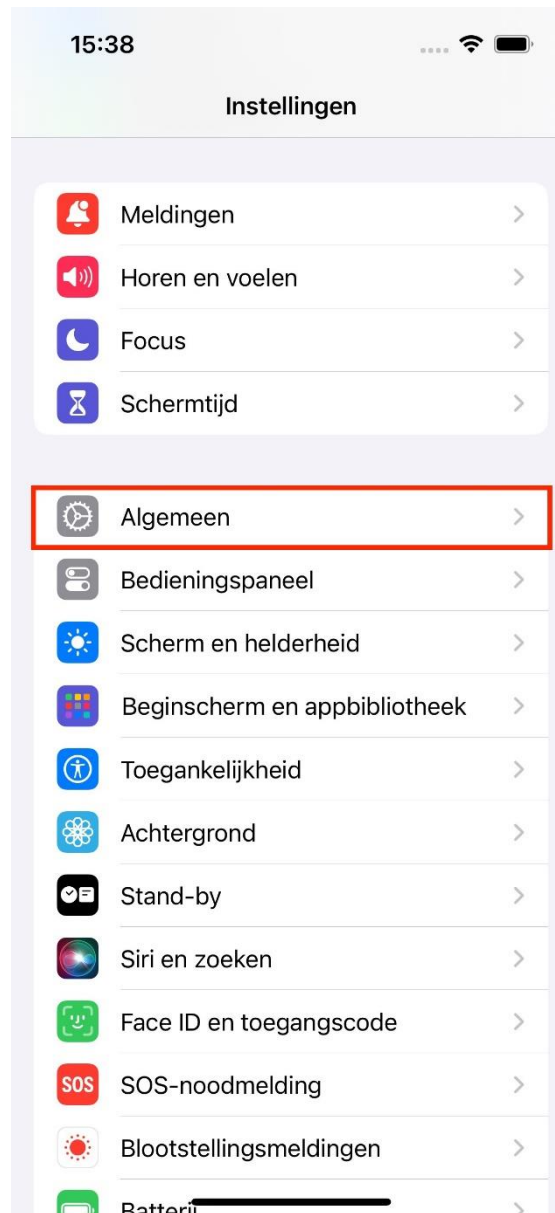 15:38
Instellingen
Meldingen
Horen en voelen
Focus
Schermtijd
Algemeen
Bedieningspaneel
Scherm en helderheid
Beginscherm en appbibliotheek
Toegankelijkheid
Achtergrond
Stand-by
Siri en zoeken
Face ID en toegangscode
SOS SOS-noodmelding
Blootstellingsmeldingen
Batterij